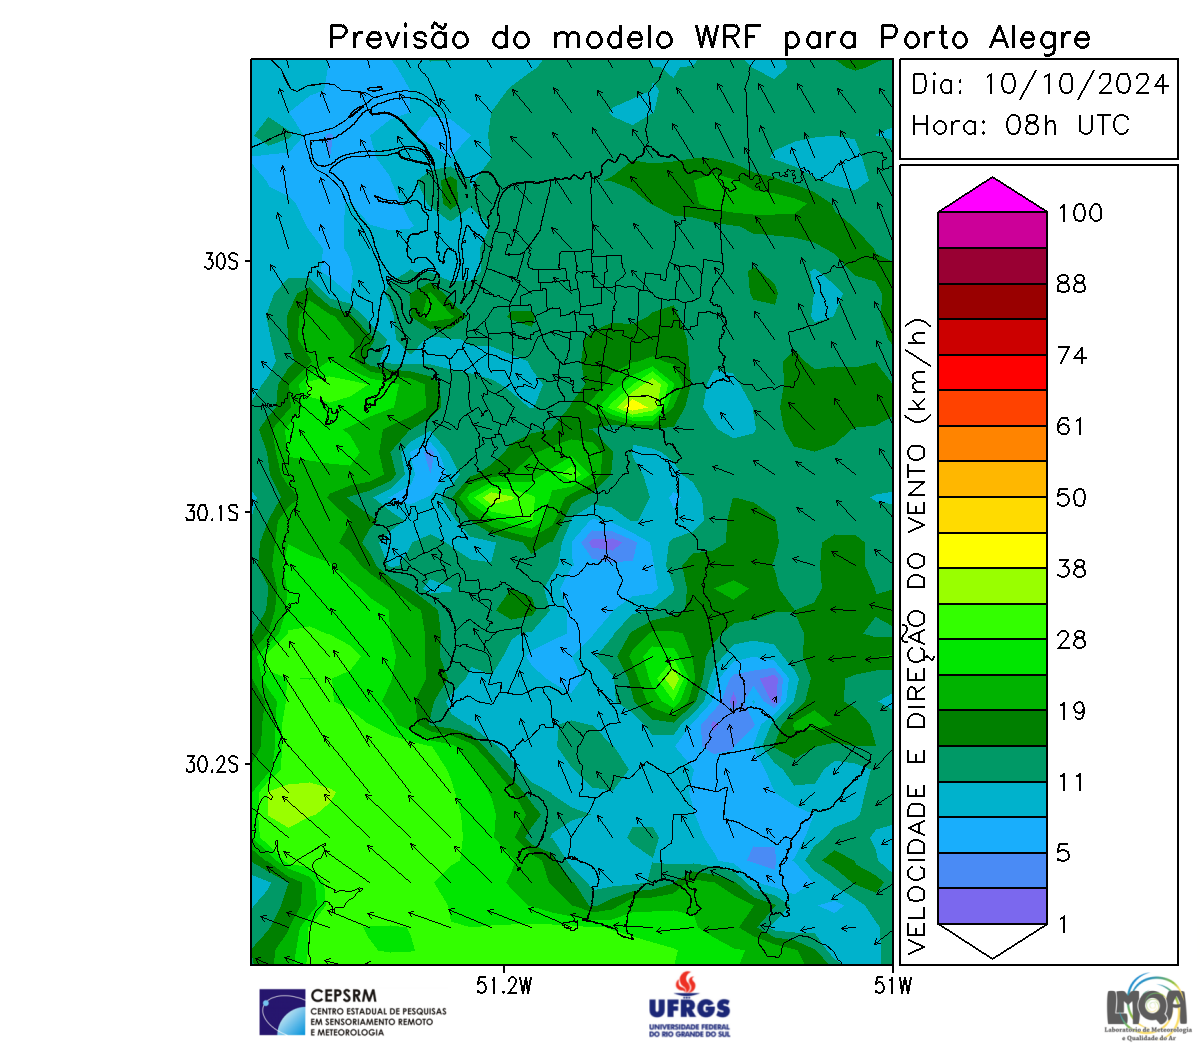 Previsão do modelo WRF para Porto Alegre
Dia: 10/10/2024
Hora: 08h UTC
30S
30.1S
30.2S
51.2W
51W
VELOCIDADE E DIREÇÃO DO VENTO (km/h)
100
88
74
61
50
38
28
19
11
5
1
CEPSRM
CENTRO ESTADUAL DE PESQUISAS
EM SENSORIAMENTO REMOTO
E METEOROLOGIA
UFRGS
UNIVERSIDADE FEDERAL
DO RIO GRANDE DO SUL
LMQA
Laboratório de Meteorologia
e Qualidade do Ar